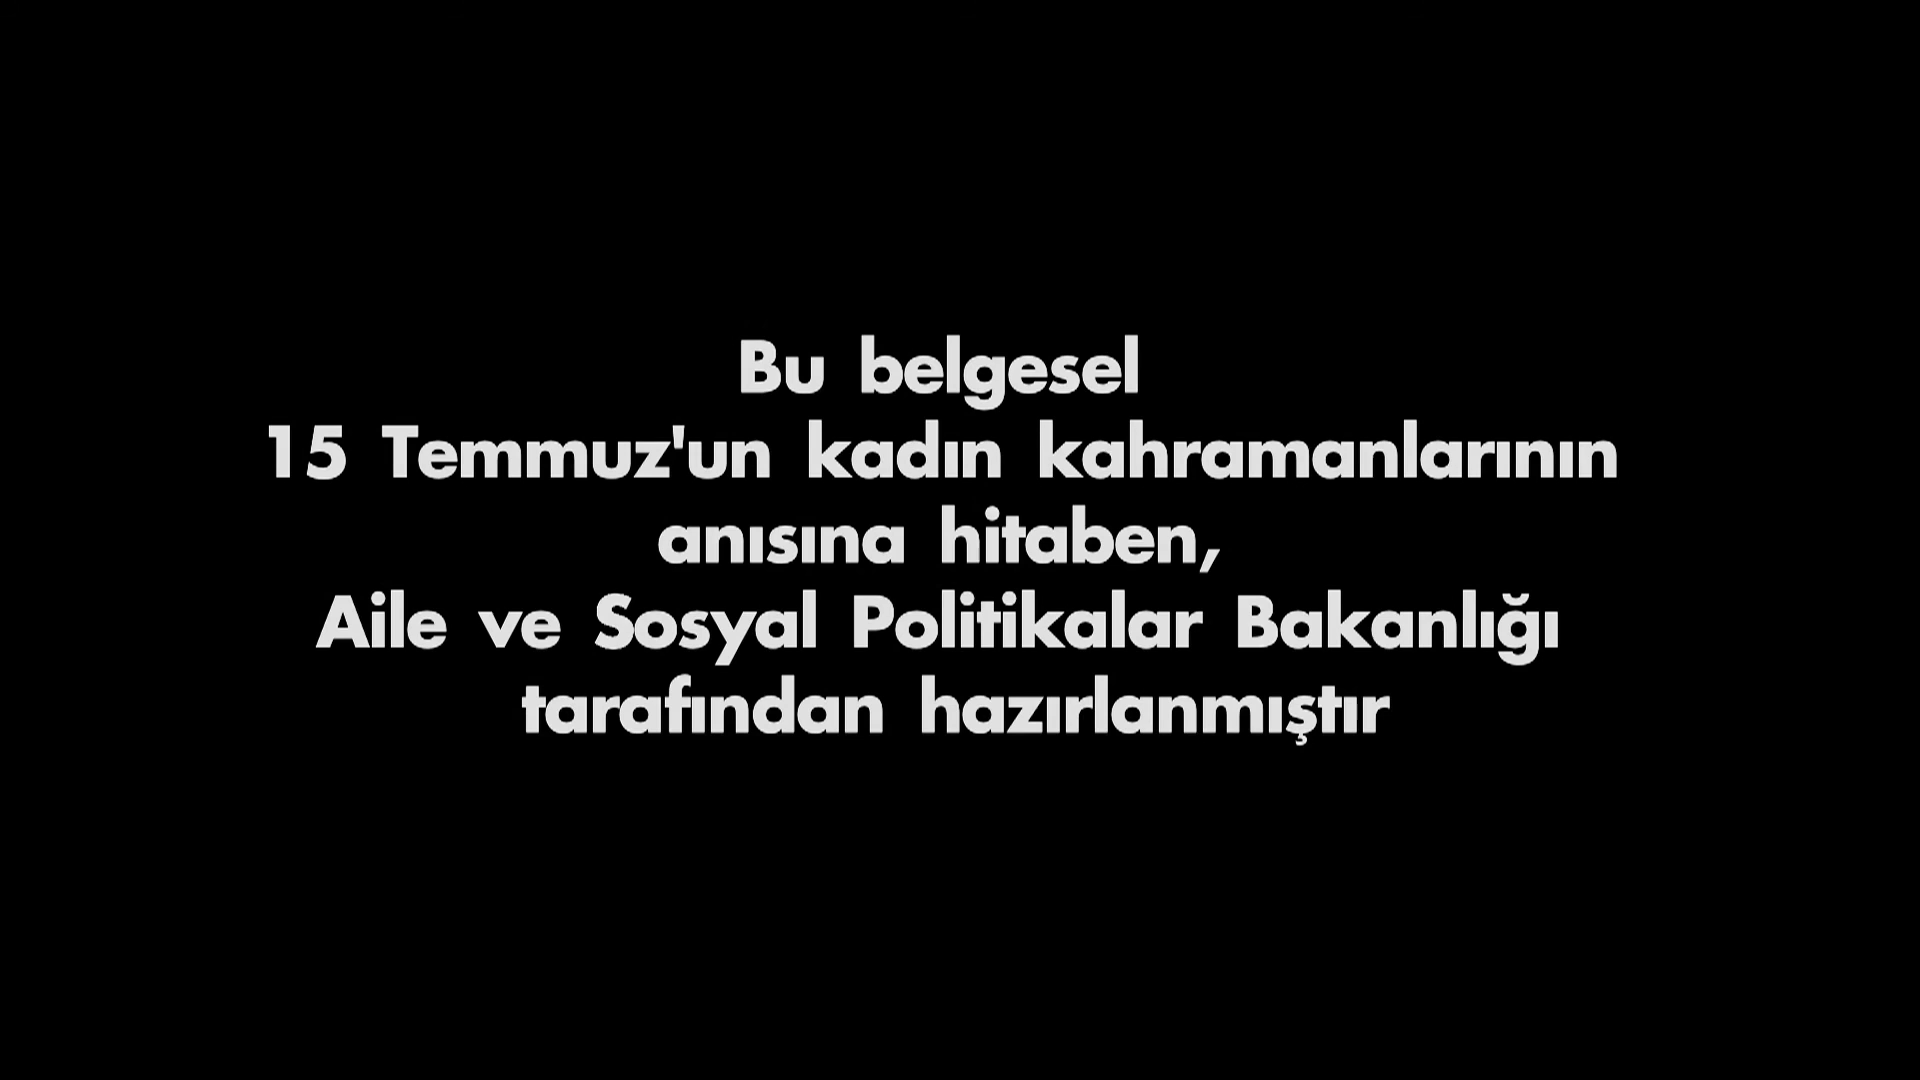 Bu belgesel
15 Temmuz'un kadın kahramanlarının
anısına hitaben,
Aile ve Sosyal Politikalar Bakanlığı
tarafından hazırlanmıştır